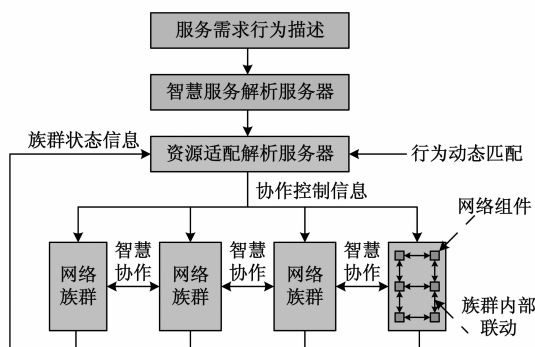 服务需求行为描述
智慧服务解析服务器
族群状态信息
资源适配解析服务器
行为动态匹配
协作控制信息
网络组件
网络
族群
智慧
协作
网络
族群
智慧
协作
网络
族群
智慧
协作
族群内部
联动